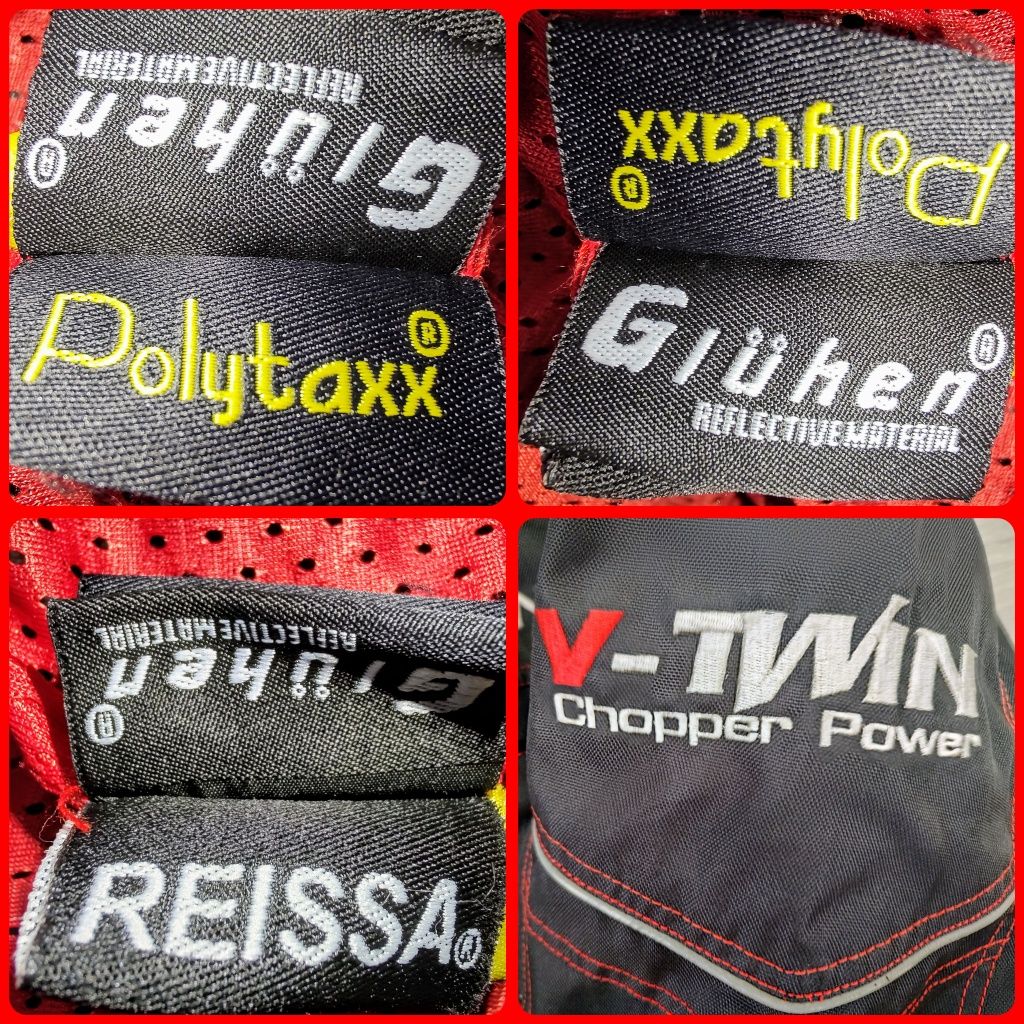 Glühen®
REFLECTIVE MATERIAL
Polytaxx®
Polytaxx®
Glühen®
REFLECTIVE MATERIAL
Glühen®
REFLECTIVE MATERIAL
REISSA®
V-TWIN
Chopper Power